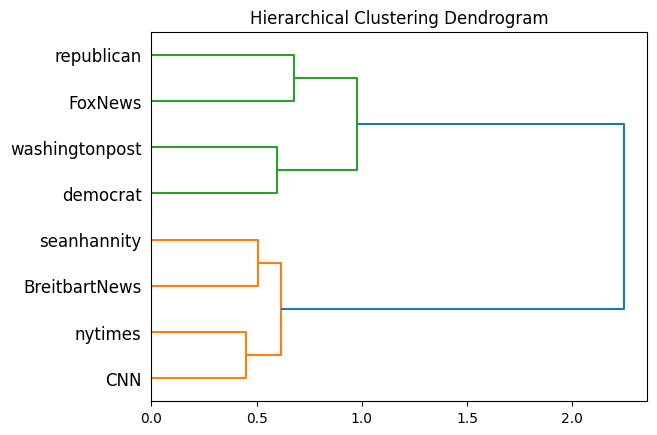 Hierarchical Clustering Dendrogram
republican
FoxNews
washingtonpost
democrat
seanhannity
BreitbartNews
nytimes
CNN
0.0 0.5 1.0 1.5 2.0